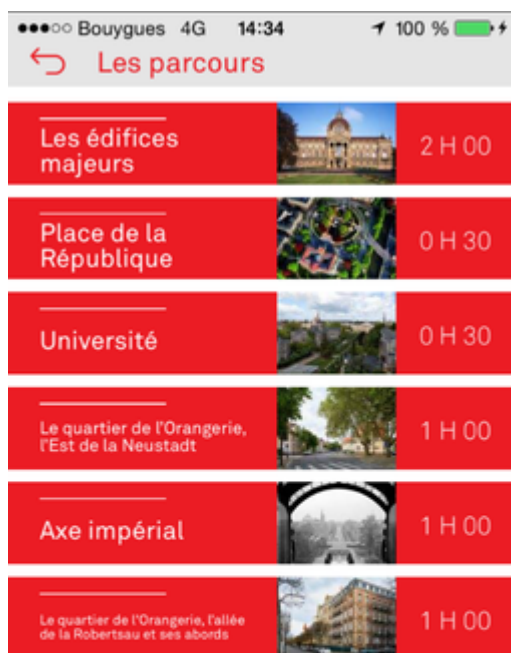 Bouygues 4G 14:34 100 %
Les parcours
Les édifices
majeurs
2 H 00
Place de la
République
0 H 30
Université
0 H 30
Le quartier de l'Orangerie,
l'Est de la Neustadt
1 H 00
Axe impérial
1 H 00
Le quartier de l'Orangerie, l'allée
de la Robertsau et ses abords
1 H 00